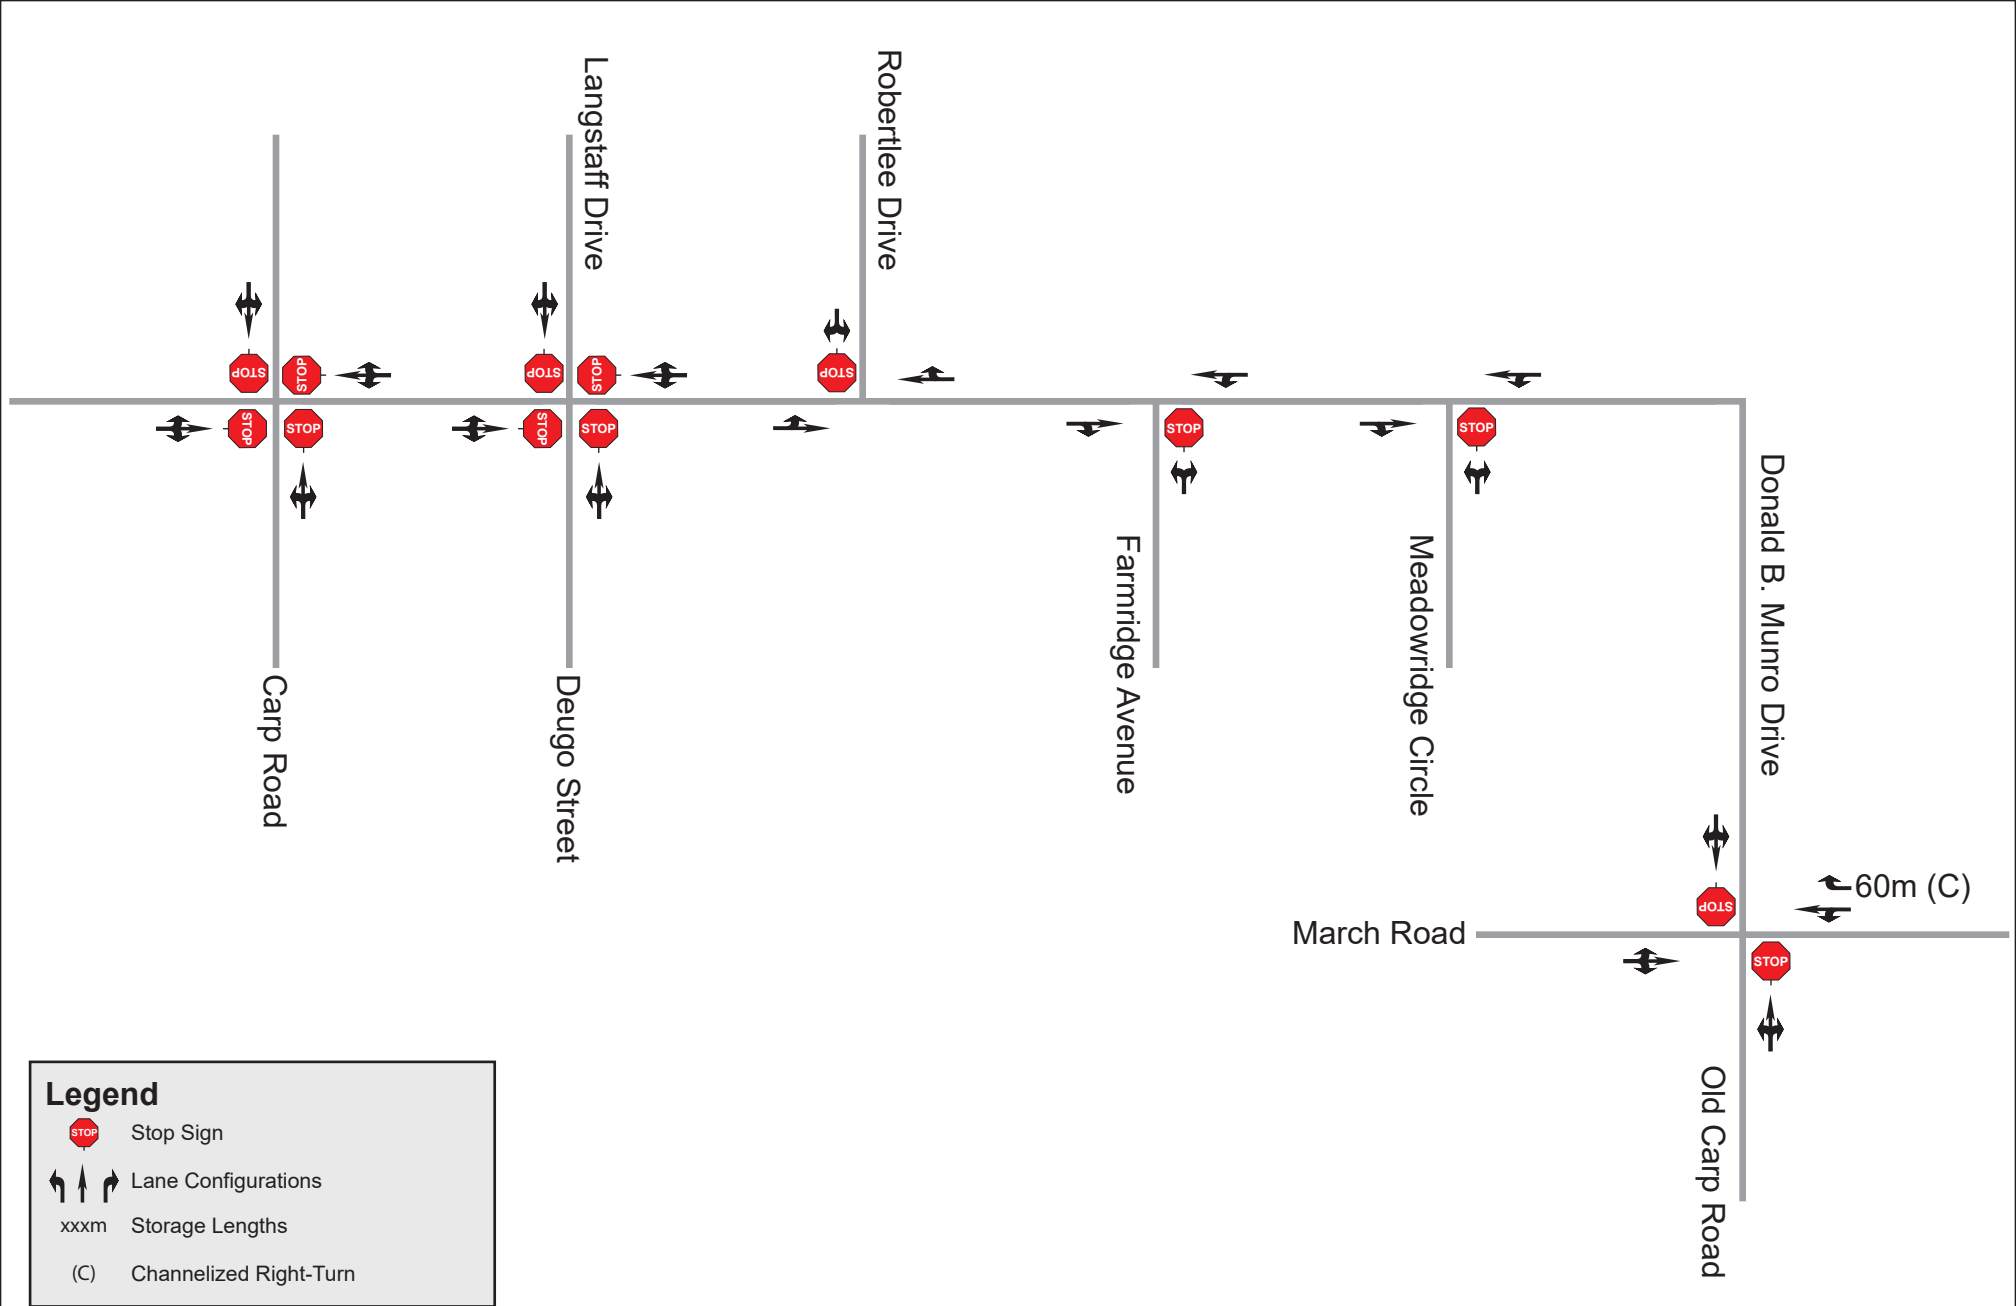 Langstaff Drive
Robertlee Drive
STOP
STOP
STOP
STOP
STOP
STOP
STOP
STOP
STOP
STOP
STOP
Carp Road
Deugo Street
Farmridge Avenue
Meadowridge Circle
Donald B. Munro Drive
60m (C)
STOP
March Road
STOP
Old Carp Road
Legend
STOP Stop Sign
Lane Configurations
xxxm Storage Lengths
(C) Channelized Right-Turn